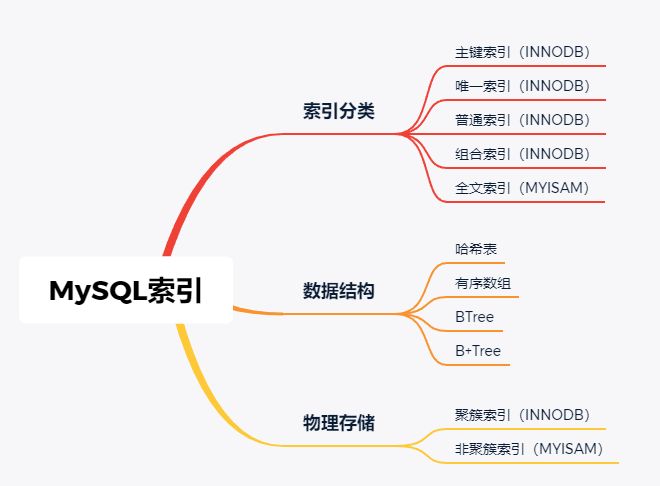 MySQL索引
索引分类
主键索引（INNODB）
唯一索引（INNODB）
普通索引（INNODB）
组合索引（INNODB）
全文索引（MYISAM）
数据结构
哈希表
有序数组
BTree
B+Tree
物理存储
聚簇索引（INNODB）
非聚簇索引（MYISAM）